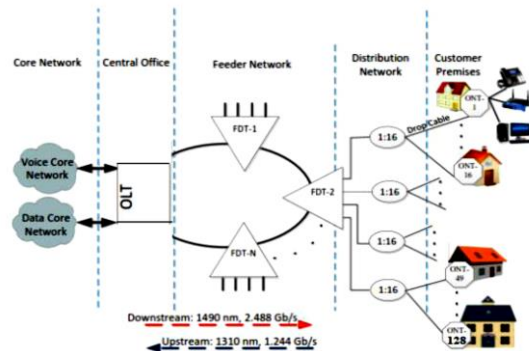 Core Network
Central Office
Feeder Network
Distribution
Network
Customer
Premises
FDT-1
ONT-
1
1:16
Drop Cable
Voice Core
Network
OLT
FDT-2
1:16
ONT-
16
Data Core
Network
1:16
FDT-N
1:16
ONT-
49
Downstream: 1490 nm, 2.488 Gb/s
Upstream: 1310 nm, 1.244 Gb/s
ONT-
128